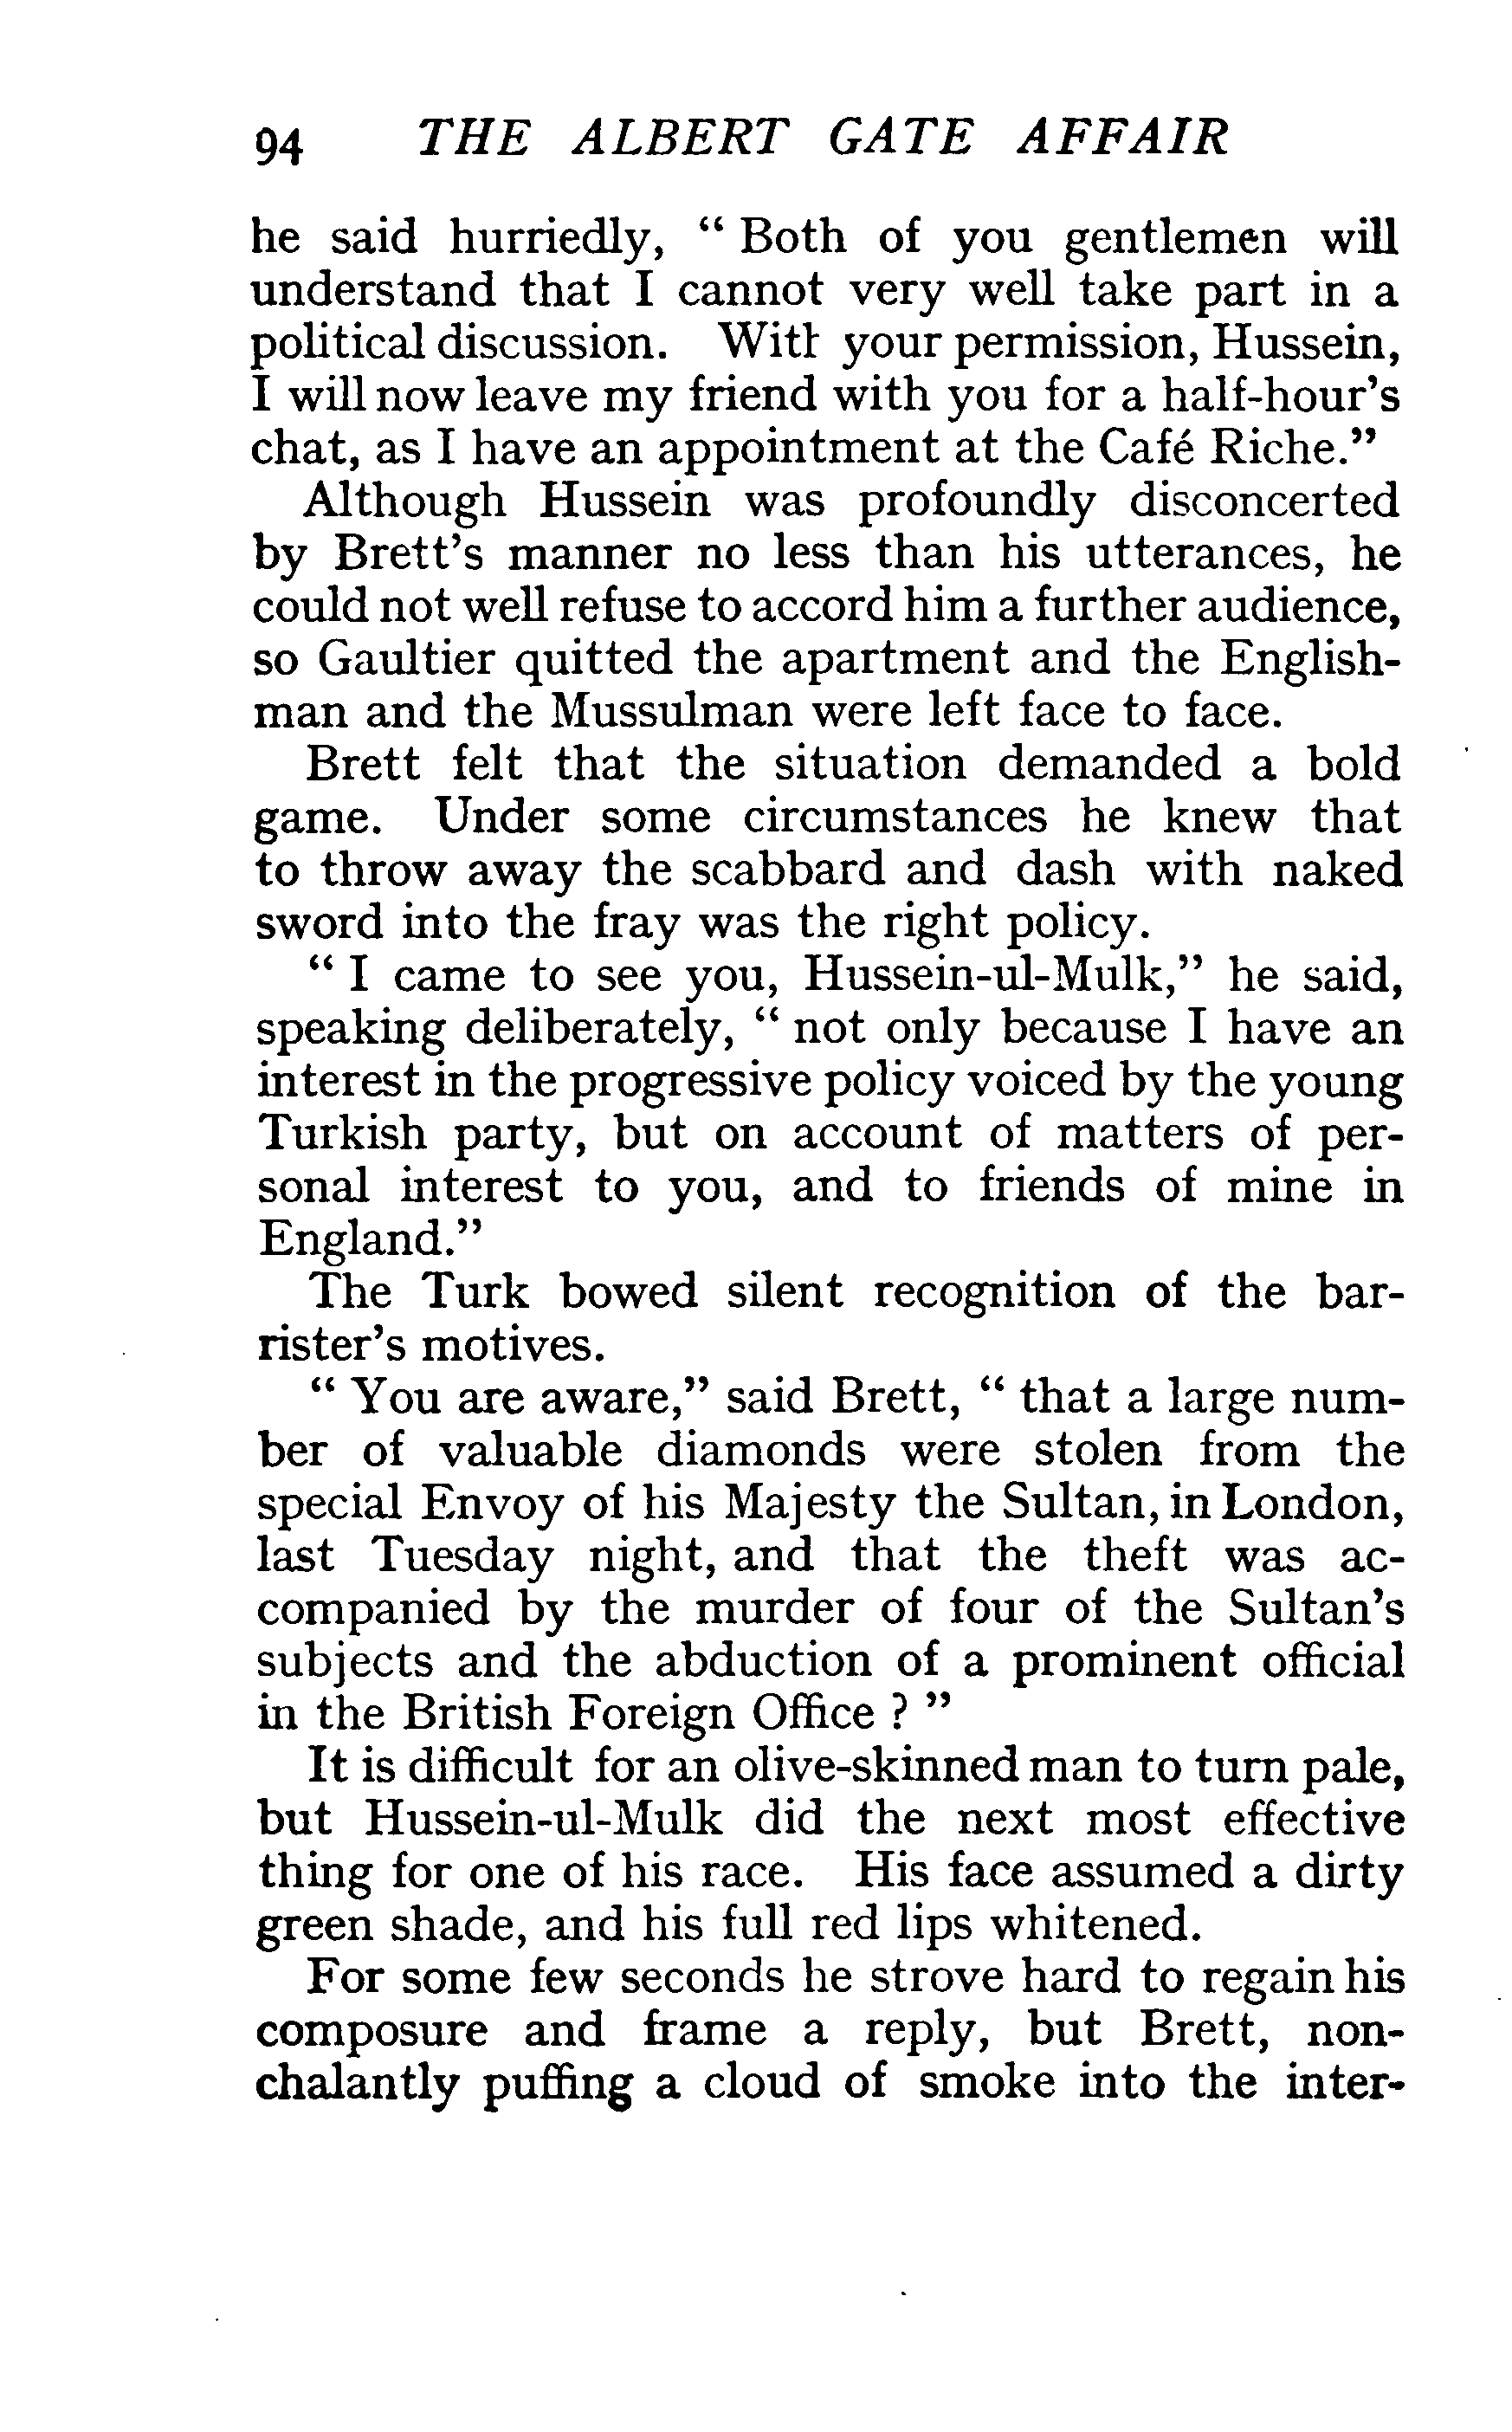 94 THE ALBERT GATE AFFAIR
he said hurriedly, “ Both of you gentlemen will
understand that I cannot very well take part in a
political discussion. With your permission, Hussein,
I will now leave my friend with you for a half-hour’s
chat, as I have an appointment at the Café Riche.”
Although Hussein was profoundly disconcerted
by Brett’s manner no less than his utterances, he
could not well refuse to accord him a further audience,
so Gaultier quitted the apartment and the English-
man and the Mussulman were left face to face.
Brett felt that the situation demanded a bold
game. Under some circumstances he knew that
to throw away the scabbard and dash with naked
sword into the fray was the right policy.
“ I came to see you, Hussein-ul-Mulk,” he said,
speaking deliberately, “ not only because I have an
interest in the progressive policy voiced by the young
Turkish party, but on account of matters of per-
sonal interest to you, and to friends of mine in
England.”
The Turk bowed silent recognition of the bar-
rister’s motives.
“ You are aware,” said Brett, “ that a large num-
ber of valuable diamonds were stolen from the
special Envoy of his Majesty the Sultan, in London,
last Tuesday night, and that the theft was ac-
companied by the murder of four of the Sultan’s
subjects and the abduction of a prominent official
in the British Foreign Office ? ”
It is difficult for an olive-skinned man to turn pale,
but Hussein-ul-Mulk did the next most effective
thing for one of his race. His face assumed a dirty
green shade, and his full red lips whitened.
For some few seconds he strove hard to regain his
composure and frame a reply, but Brett, non-
chalantly puffing a cloud of smoke into the inter-